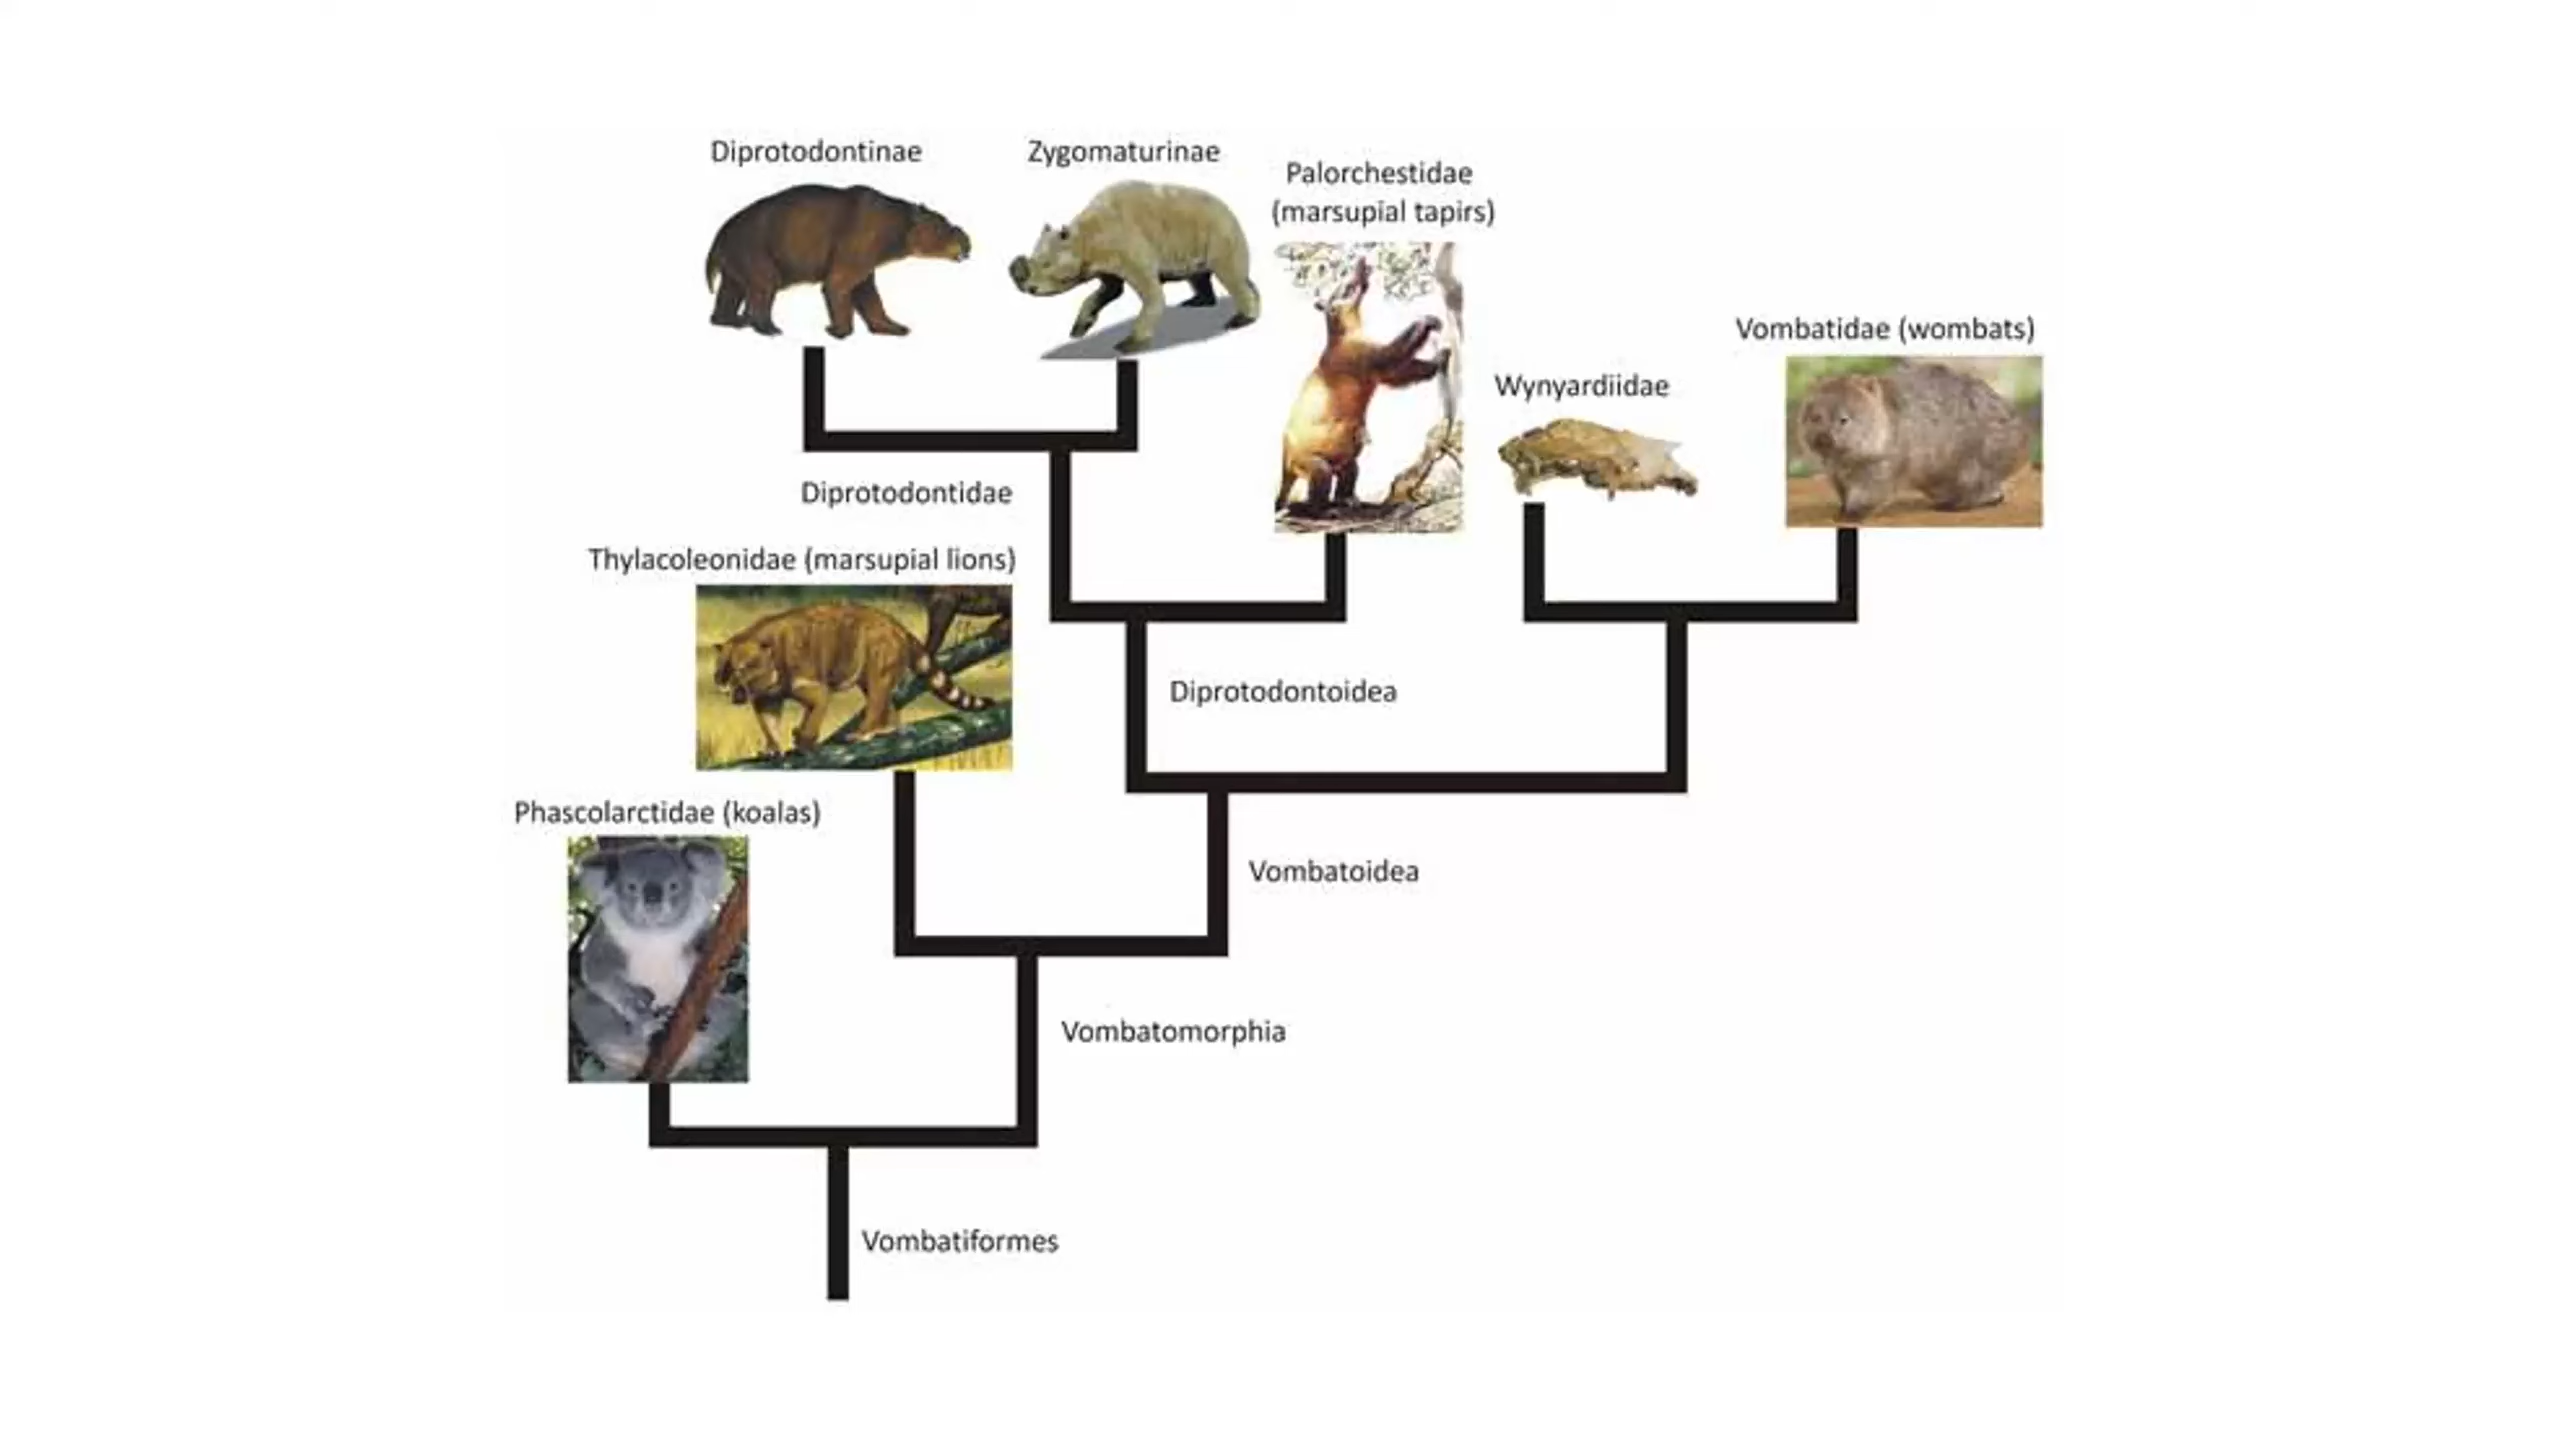 Diprotodontinae
Zygomaturinae
Palorchestidae
(marsupial tapirs)
Vombatidae (wombats)
Wynyardiidae
Diprotodontidae
Thylacoleonidae (marsupial lions)
Diprotodontoidea
Phascolarctidae (koalas)
Vombatoidea
Vombatomorphia
Vombatiformes